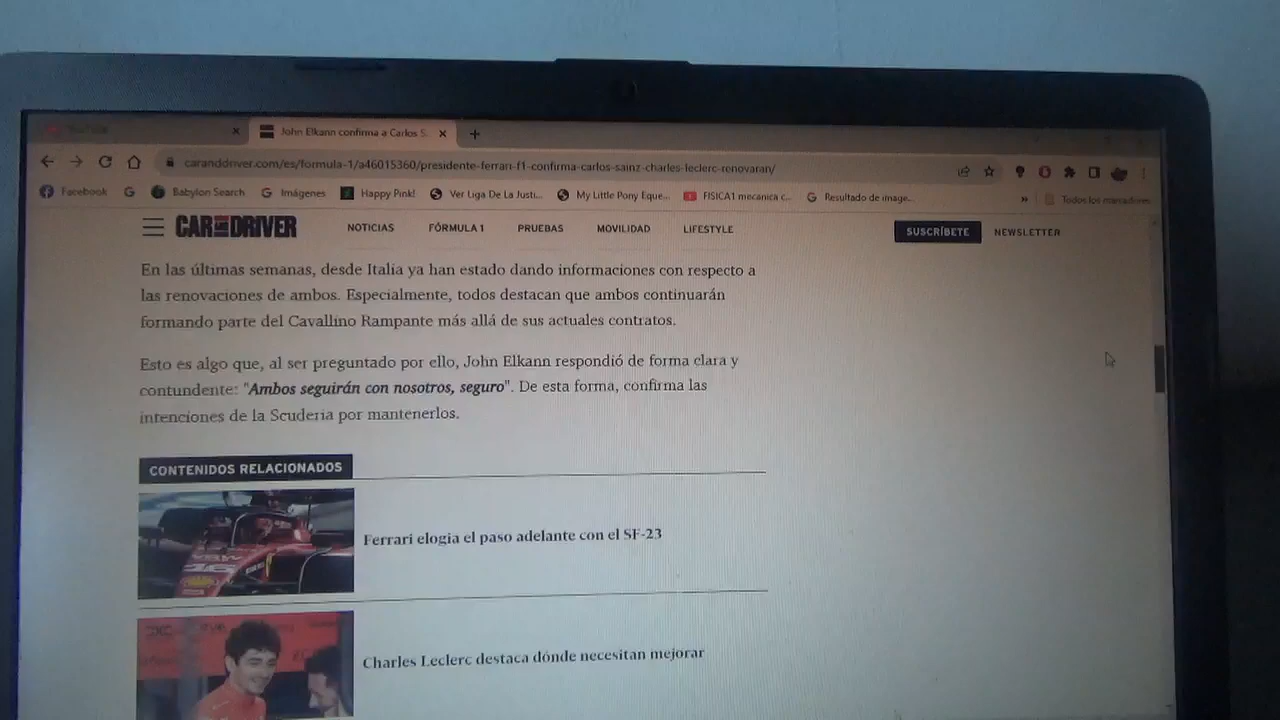 John Elkann confirma a Carlos S.
caranddriver.com/es/formula-1/a46015360/presidente-ferrari-f1-confirma-carlos-sainz-charles-leclerc-renovaran/
Facebook Babylon Search Imágenes Happy Pink! Ver Liga De La Justi... My Little Pony Eque... FISICA1 mecanica c... Resultado de image... » Todos los marcadores
CAR AND DRIVER NOTICIAS FÓRMULA 1 PRUEBAS MOVILIDAD LIFESTYLE SUSCRÍBETE NEWSLETTER
En las últimas semanas, desde Italia ya han estado dando informaciones con respecto a
las renovaciones de ambos. Especialmente, todos destacan que ambos continuarán
formando parte del Cavallino Rampante más allá de sus actuales contratos.
Esto es algo que, al ser preguntado por ello, John Elkann respondió de forma clara y
contundente: "Ambos seguirán con nosotros, seguro". De esta forma, confirma las
intenciones de la Scuderia por mantenerlos.
CONTENIDOS RELACIONADOS
Ferrari elogia el paso adelante con el SF-23
16
Charles Leclerc destaca dónde necesitan mejorar